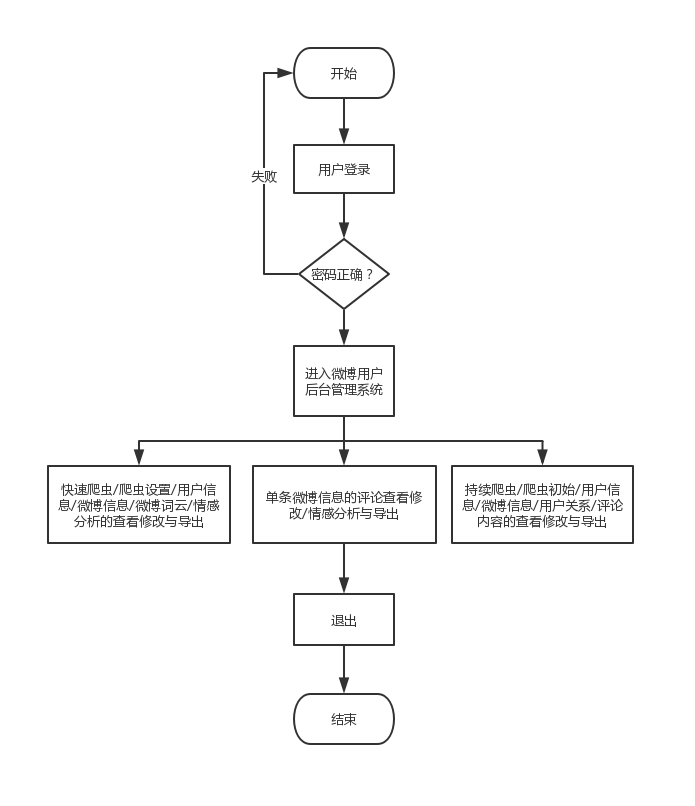 开始
失败
用户登录
密码正确？
进入微博用户
后台管理系统
快速爬虫/爬虫设置/用户信
息/微博信息/微博词云/情感
分析的查看修改与导出
单条微博信息的评论查看修
改/情感分析与导出
持续爬虫/爬虫初始/用户信
息/微博信息/用户关系/评论
内容的查看修改与导出
退出
结束